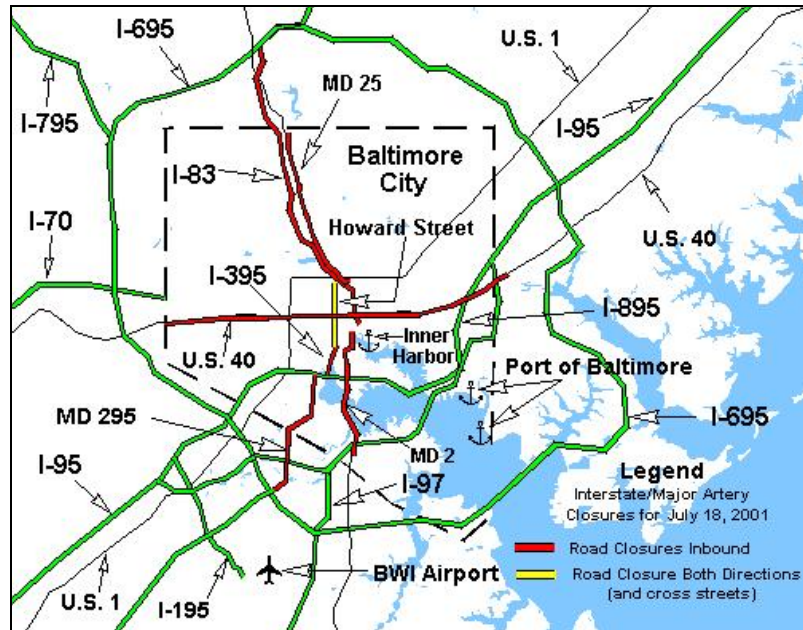 I-695
U.S. 1
MD 25
I-95
I-795
Baltimore
City
I-83
Howard Street
I-70
I-395
U.S. 40
I-895
Inner
Harbor
U.S. 40
Port of Baltimore
MD 295
I-695
MD 2
I-95
I-97
Legend
Interstate/Major Artery
Closures for July 18, 2001
Road Closures Inbound
BWI Airport
Road Closure Both Directions
(and cross streets)
U.S. 1
I-195